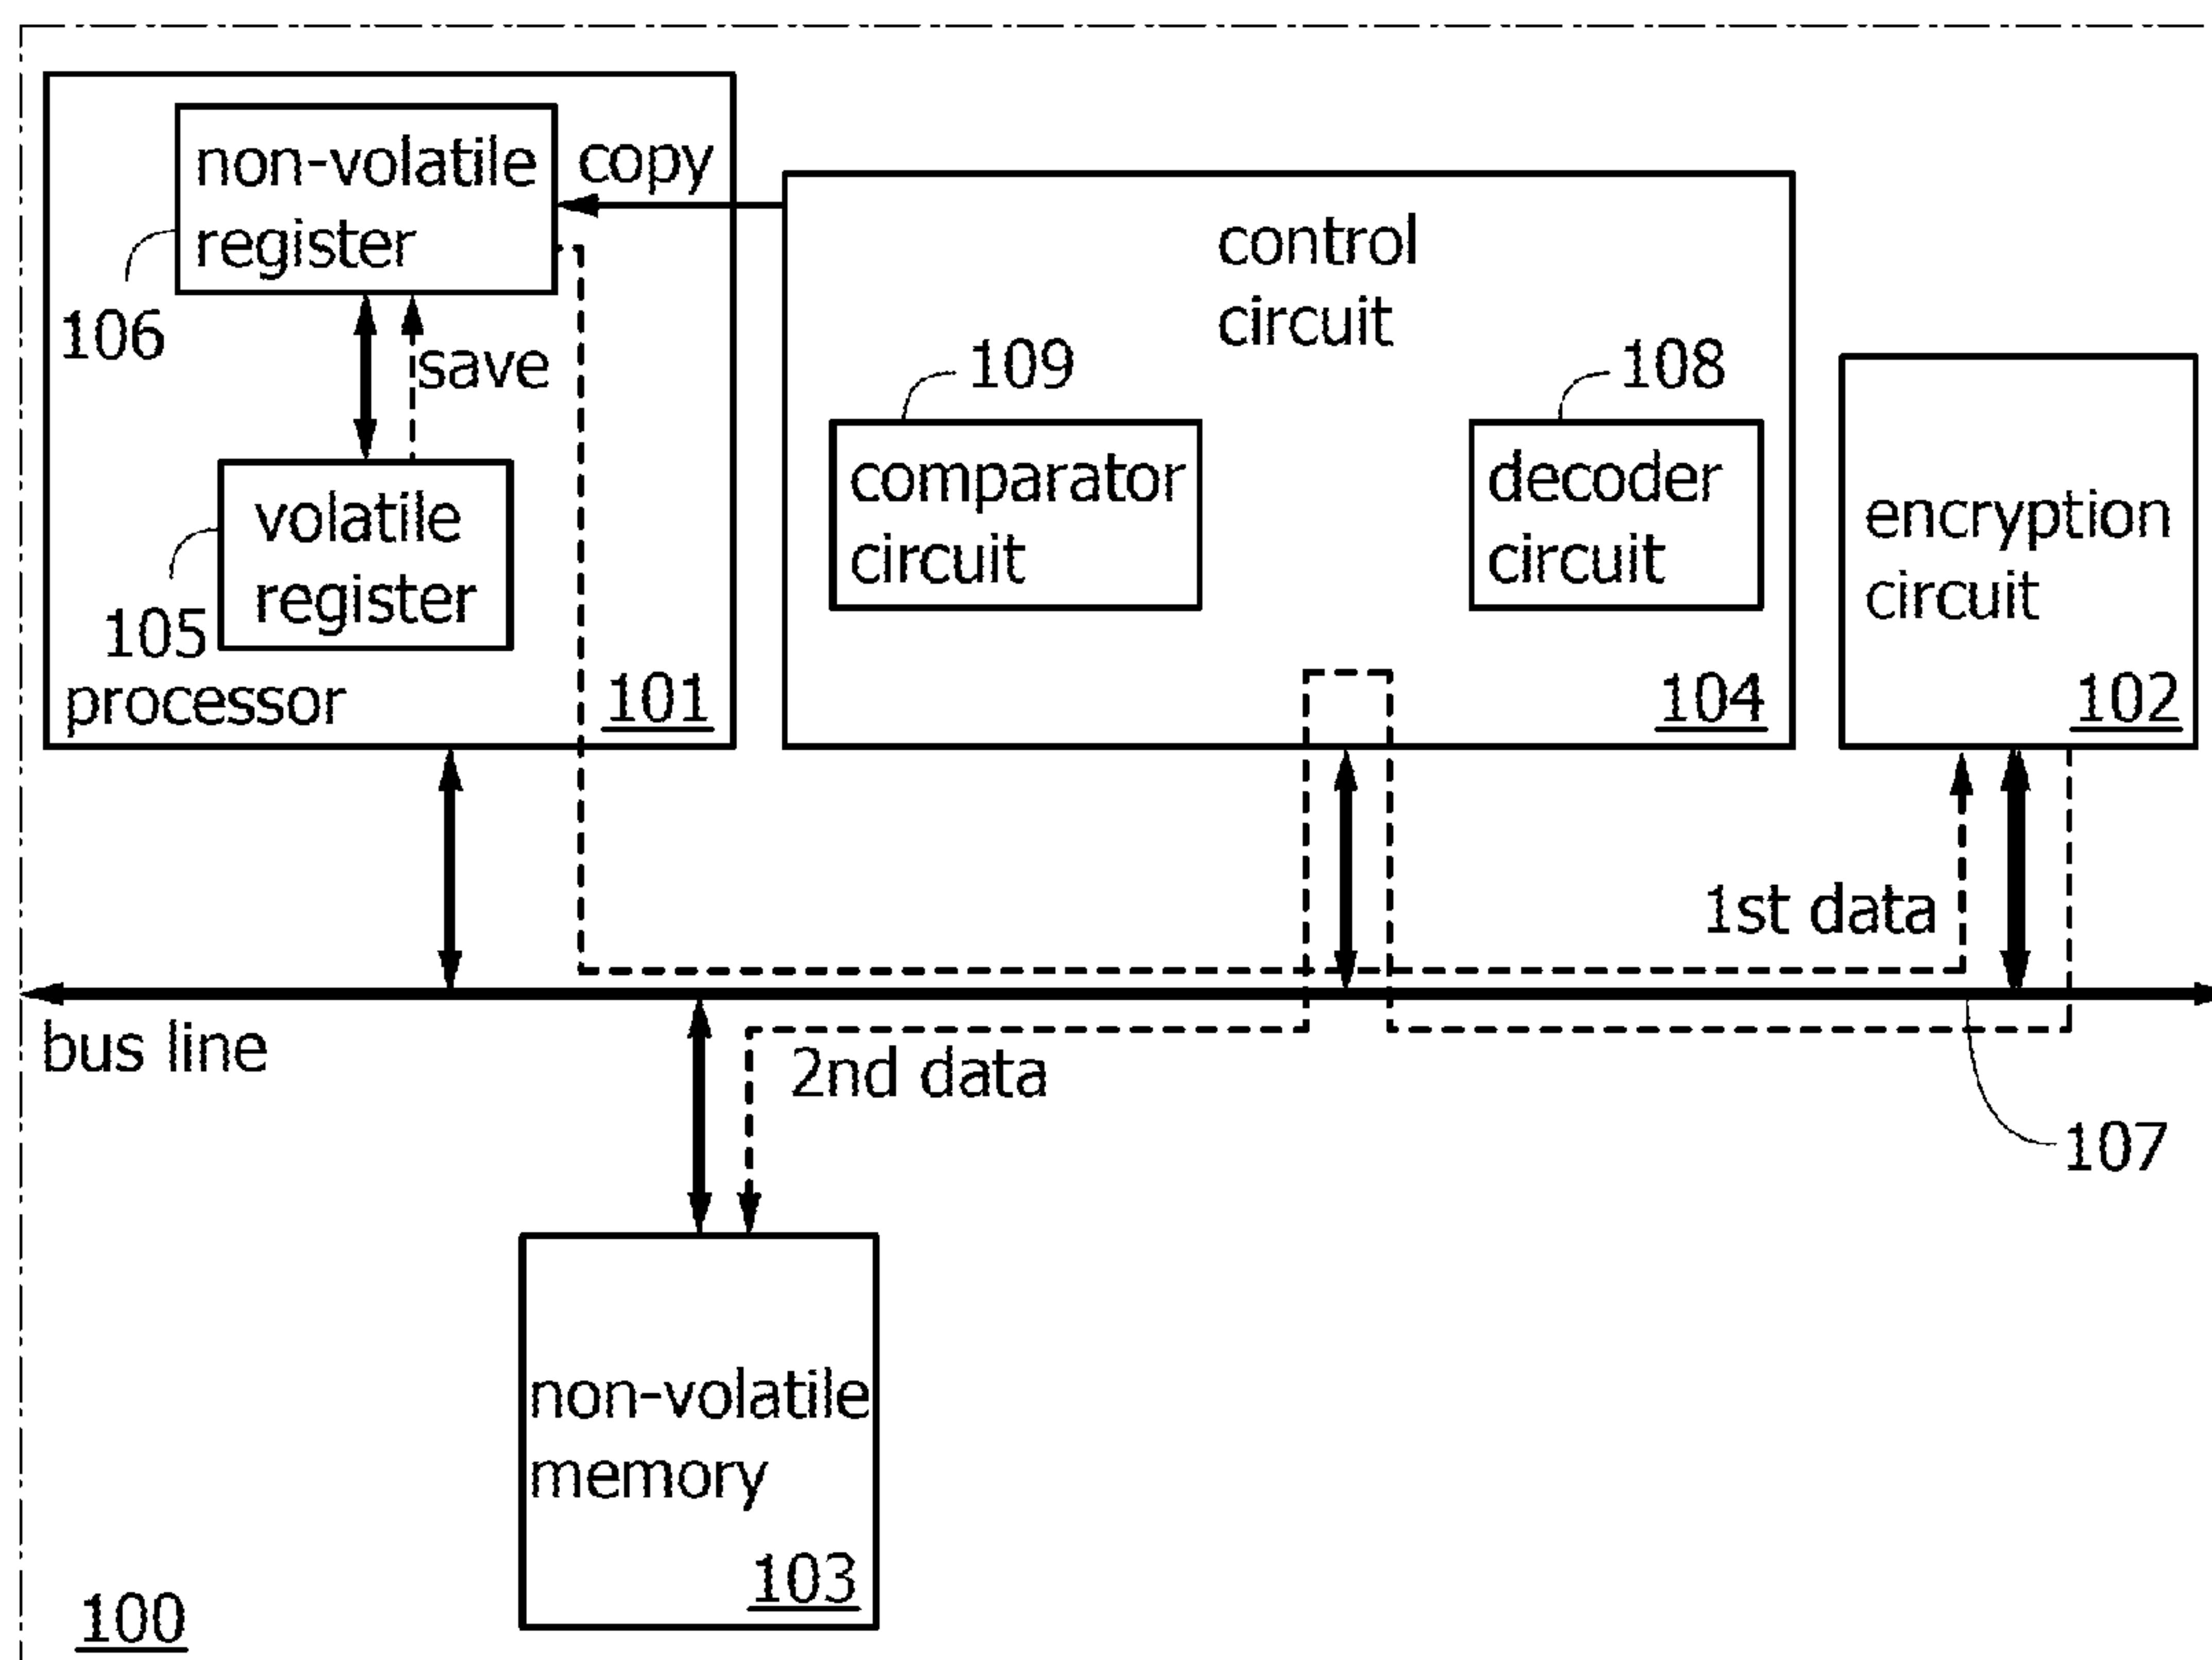 non-volatile
register
copy
106
save
volatile
register
105
processor
101
control
circuit
109
108
comparator
circuit
decoder
circuit
104
encryption
circuit
102
1st data
bus line
2nd data
107
non-volatile
memory
103
100